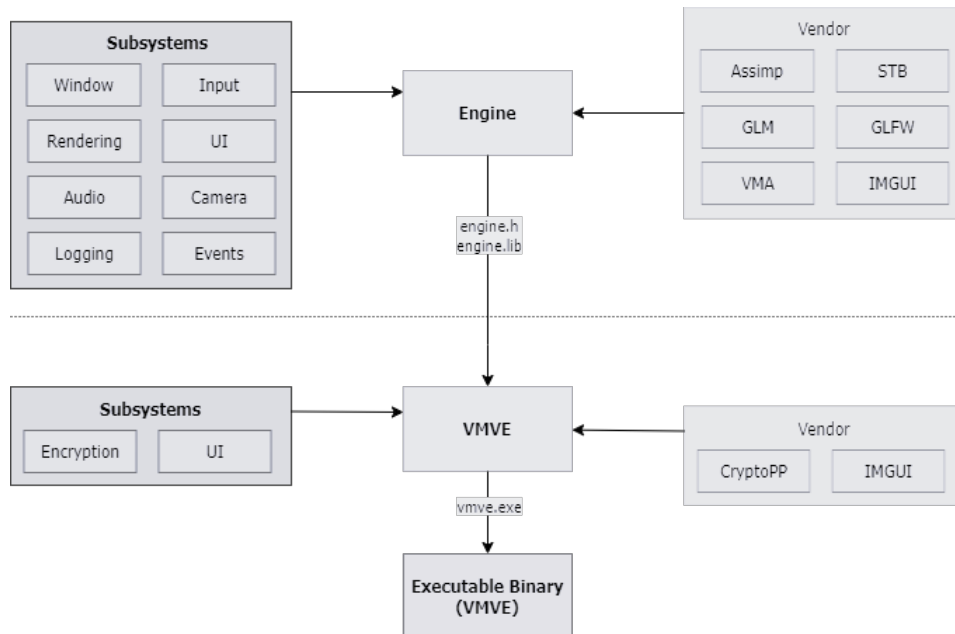 Subsystems
Window
Input
Rendering
UI
Audio
Camera
Logging
Events
Engine
Vendor
Assimp
STB
GLM
GLFW
VMA
IMGUI
engine.h
engine.lib
Subsystems
Encryption
UI
VMVE
Vendor
CryptoPP
IMGUI
vmve.exe
Executable Binary
(VMVE)